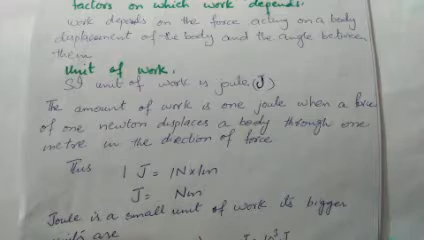 factors on which work depends.
work depends on the force acting on a body
displacement of the body and the angle between
them
Unit of work.
SI unit of work is joule, (J)
The amount of work is one joule when a force
of one newton displaces a body through one
metre in the direction of force
Thus 1 J = 1N x 1m
J = Nm
Joule is a small unit of work its bigger
units are
J = 10³ J